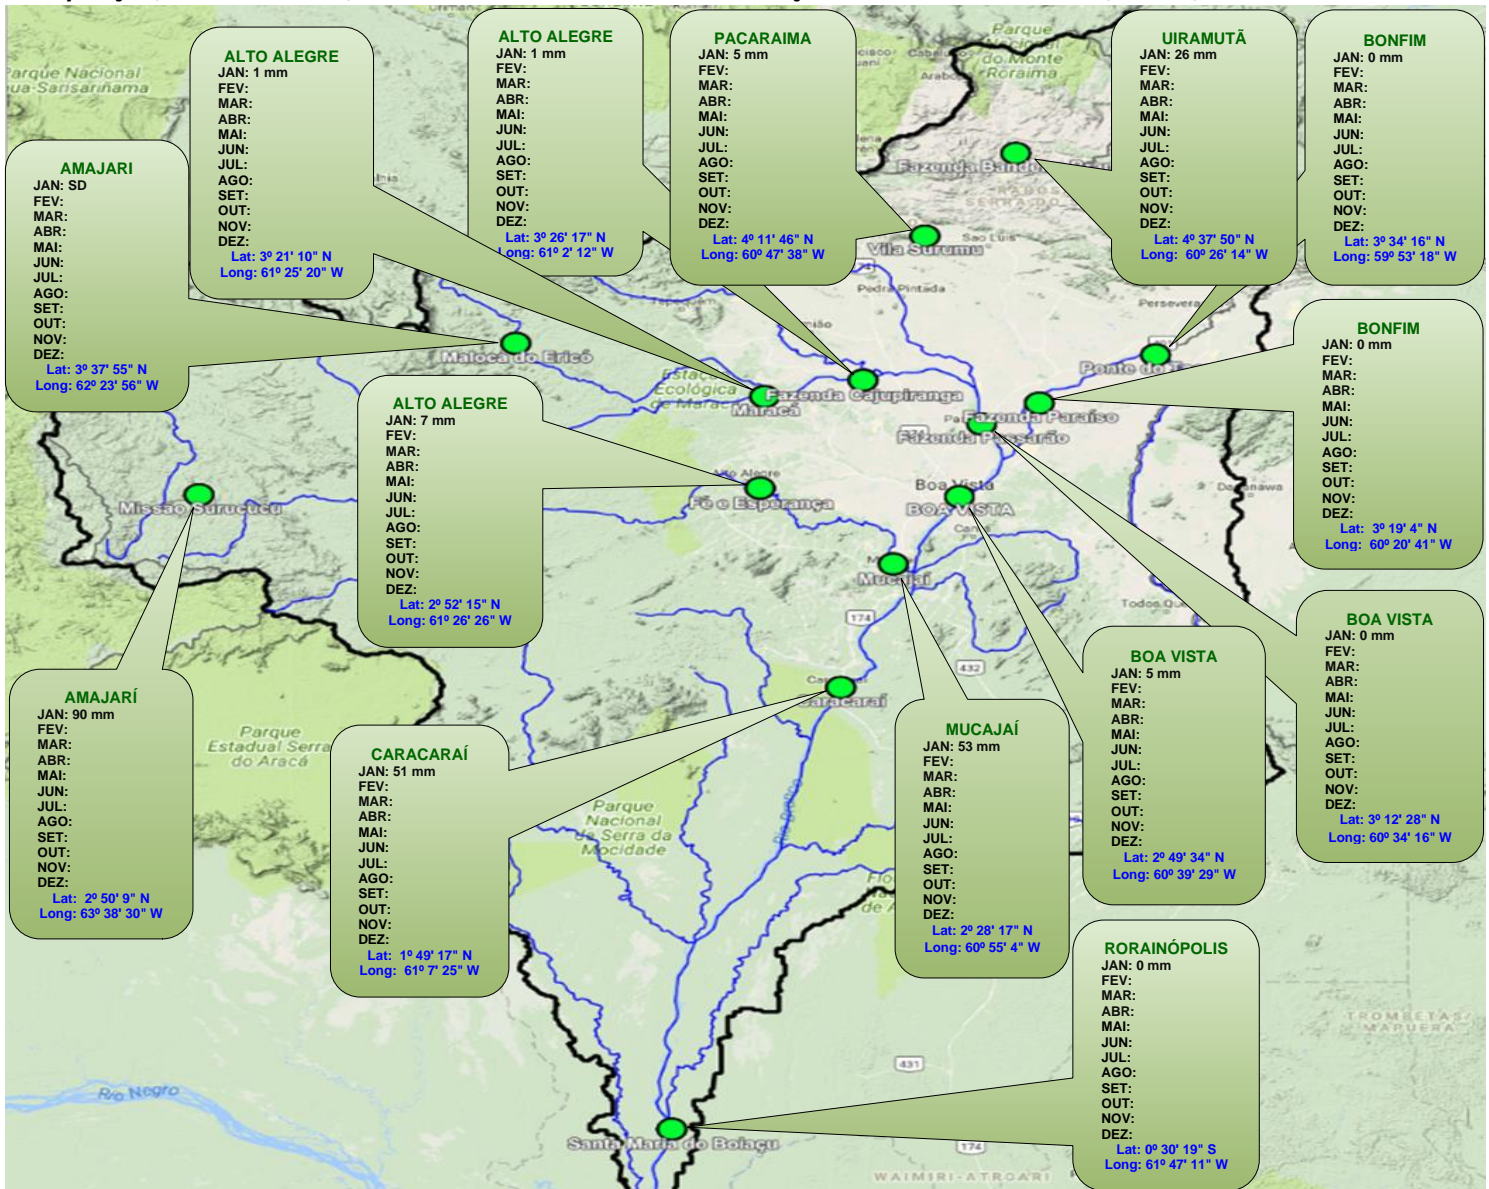 ALTO ALEGRE
JAN: 1 mm
FEV:
MAR:
ABR:
MAI:
JUN:
JUL:
AGO:
SET:
OUT:
NOV:
DEZ:
Lat: 3º 21' 10" N
Long: 61º 25' 20" W
ALTO ALEGRE
JAN: 1 mm
FEV:
MAR:
ABR:
MAI:
JUN:
JUL:
AGO:
SET:
OUT:
NOV:
DEZ:
Lat: 3º 26' 17" N
Long: 61º 2' 12" W
PACARAIMA
JAN: 5 mm
FEV:
MAR:
ABR:
MAI:
JUN:
JUL:
AGO:
SET:
OUT:
NOV:
DEZ:
Lat: 4º 11' 46" N
Long: 60º 47' 38" W
UIRAMUTÃ
JAN: 26 mm
FEV:
MAR:
ABR:
MAI:
JUN:
JUL:
AGO:
SET:
OUT:
NOV:
DEZ:
Lat: 4º 37' 50" N
Long: 60º 26' 14" W
BONFIM
JAN: 0 mm
FEV:
MAR:
ABR:
MAI:
JUN:
JUL:
AGO:
SET:
OUT:
NOV:
DEZ:
Lat: 3º 34' 16" N
Long: 59º 53' 18" W
AMAJARI
JAN: SD
FEV:
MAR:
ABR:
MAI:
JUN:
JUL:
AGO:
SET:
OUT:
NOV:
DEZ:
Lat: 3º 37' 55" N
Long: 62º 23' 56" W
BONFIM
JAN: 0 mm
FEV:
MAR:
ABR:
MAI:
JUN:
JUL:
AGO:
SET:
OUT:
NOV:
DEZ:
Lat: 3º 19' 4" N
Long: 60º 20' 41" W
ALTO ALEGRE
JAN: 7 mm
FEV:
MAR:
ABR:
MAI:
JUN:
JUL:
AGO:
SET:
OUT:
NOV:
DEZ:
Lat: 2º 52' 15" N
Long: 61º 26' 26" W
BOA VISTA
JAN: 0 mm
FEV:
MAR:
ABR:
MAI:
JUN:
JUL:
AGO:
SET:
OUT:
NOV:
DEZ:
Lat: 3º 12' 28" N
Long: 60º 34' 16" W
BOA VISTA
JAN: 5 mm
FEV:
MAR:
ABR:
MAI:
JUN:
JUL:
AGO:
SET:
OUT:
NOV:
DEZ:
Lat: 2º 49' 34" N
Long: 60º 39' 29" W
AMAJARÍ
JAN: 90 mm
FEV:
MAR:
ABR:
MAI:
JUN:
JUL:
AGO:
SET:
OUT:
NOV:
DEZ:
Lat: 2º 50' 9" N
Long: 63º 38' 30" W
CARACARAÍ
JAN: 51 mm
FEV:
MAR:
ABR:
MAI:
JUN:
JUL:
AGO:
SET:
OUT:
NOV:
DEZ:
Lat: 1º 49' 17" N
Long: 61º 7' 25" W
MUCAJAÍ
JAN: 53 mm
FEV:
MAR:
ABR:
MAI:
JUN:
JUL:
AGO:
SET:
OUT:
NOV:
DEZ:
Lat: 2º 28' 17" N
Long: 60º 55' 4" W
RORAINÓPOLIS
JAN: 0 mm
FEV:
MAR:
ABR:
MAI:
JUN:
JUL:
AGO:
SET:
OUT:
NOV:
DEZ:
Lat: 0º 30' 19" S
Long: 61º 47' 11" W
Parque Nacional
Parque
Nacional
do Monte
Roraima
Fazenda
Vila Surumu
Sao Luis
Pedra Pintada
Maloca do Ericó
Ponte do
Estação
Ecológica
de Maracá
Maracá
Fazenda Cajupiranga
Fazenda Paraíso
Fazenda Passarão
Alto Alegre
Fé e Esperança
Boa Vista
BOA VISTA
Missão Surucucu
Mucajaí
Todos
174
432
Caracaraí
Parque
Estadual Serra
do Aracá
Parque
Nacional
da Serra da
Mocidade
Rio Branco
Rio Negro
431
174
Santa Maria do Boiaçu
TROMBETAS/
MAPUERA
WAIMIRI-ATROARI